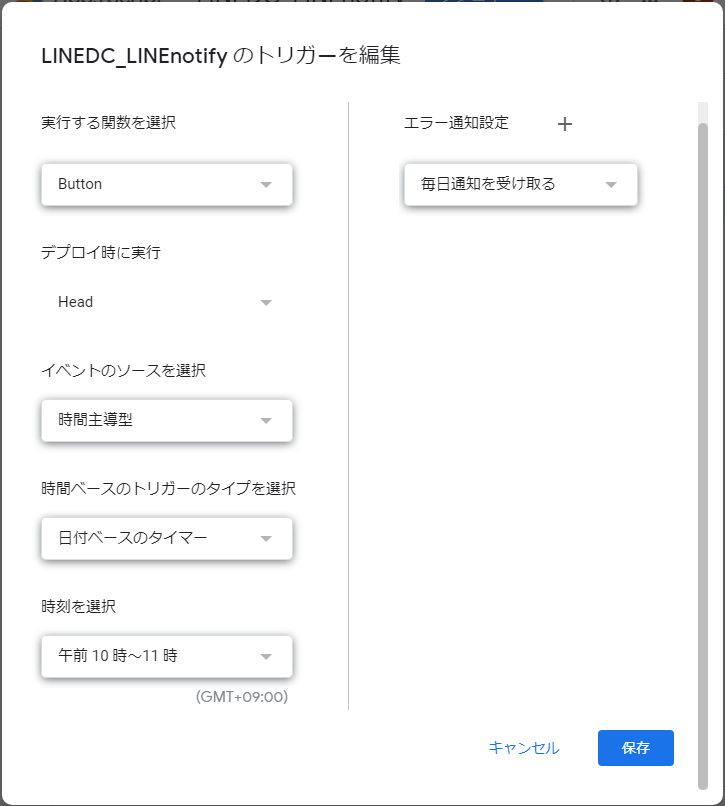 LINEDC_LINEnotify のトリガーを編集
実行する関数を選択
Button
デプロイ時に実行
Head
イベントのソースを選択
時間主導型
時間ベースのトリガーのタイプを選択
日付ベースのタイマー
時刻を選択
午前 10 時～11 時
(GMT+09:00)
エラー通知設定
毎日通知を受け取る
キャンセル
保存